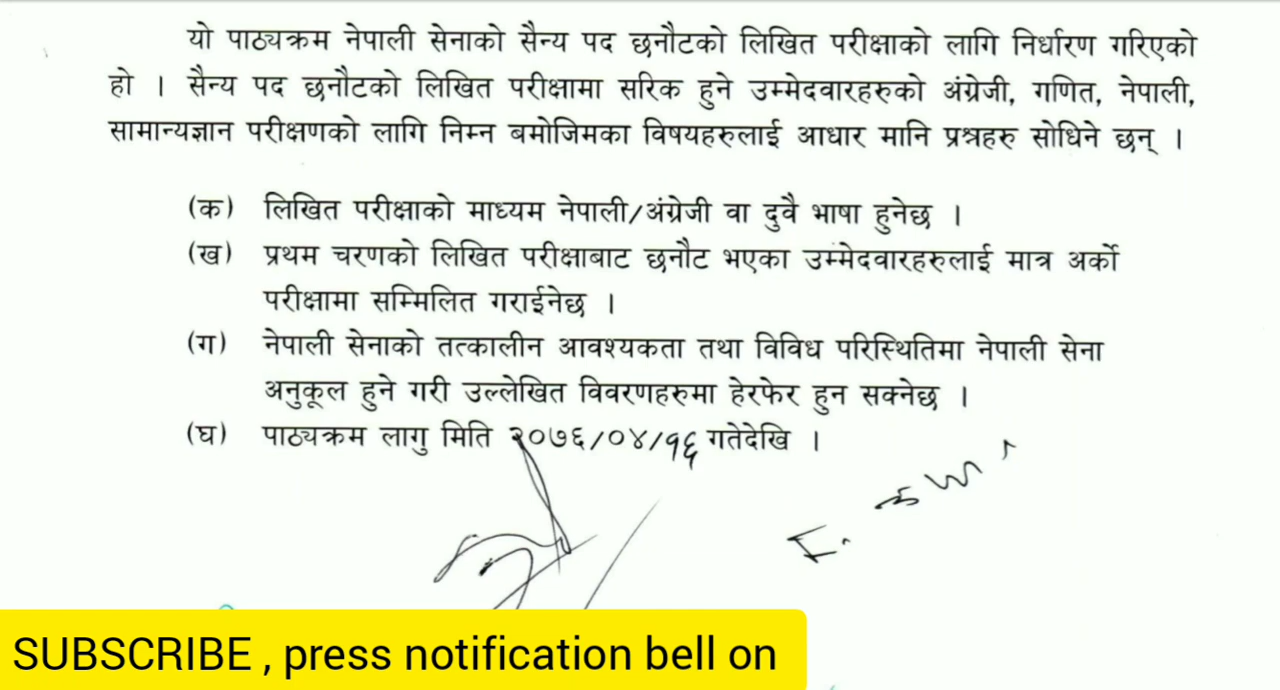 यो पाठ्यक्रम नेपाली सेनाको सैन्य पद छनौटको लिखित परीक्षाको लागि निर्धारण गरिएको
हो । सैन्य पद छनौटको लिखित परीक्षामा सरिक हुने उम्मेदवारहरुको अंग्रेजी, गणित, नेपाली,
सामान्यज्ञान परीक्षणको लागि निम्न बमोजिमका विषयहरुलाई आधार मानि प्रश्नहरु सोधिने छन् ।
(क) लिखित परीक्षाको माध्यम नेपाली/अंग्रेजी वा दुवै भाषा हुनेछ ।
(ख) प्रथम चरणको लिखित परीक्षाबाट छनौट भएका उम्मेदवारहरुलाई मात्र अर्को
परीक्षामा सम्मिलित गराईनेछ ।
(ग) नेपाली सेनाको तत्कालीन आवश्यकता तथा विविध परिस्थितिमा नेपाली सेना
अनुकूल हुने गरी उल्लेखित विवरणहरुमा हेरफेर हुन सक्नेछ ।
(घ) पाठ्यक्रम लागु मिति २०७६/०४/१६ गतेदेखि ।
SUBSCRIBE , press notification bell on